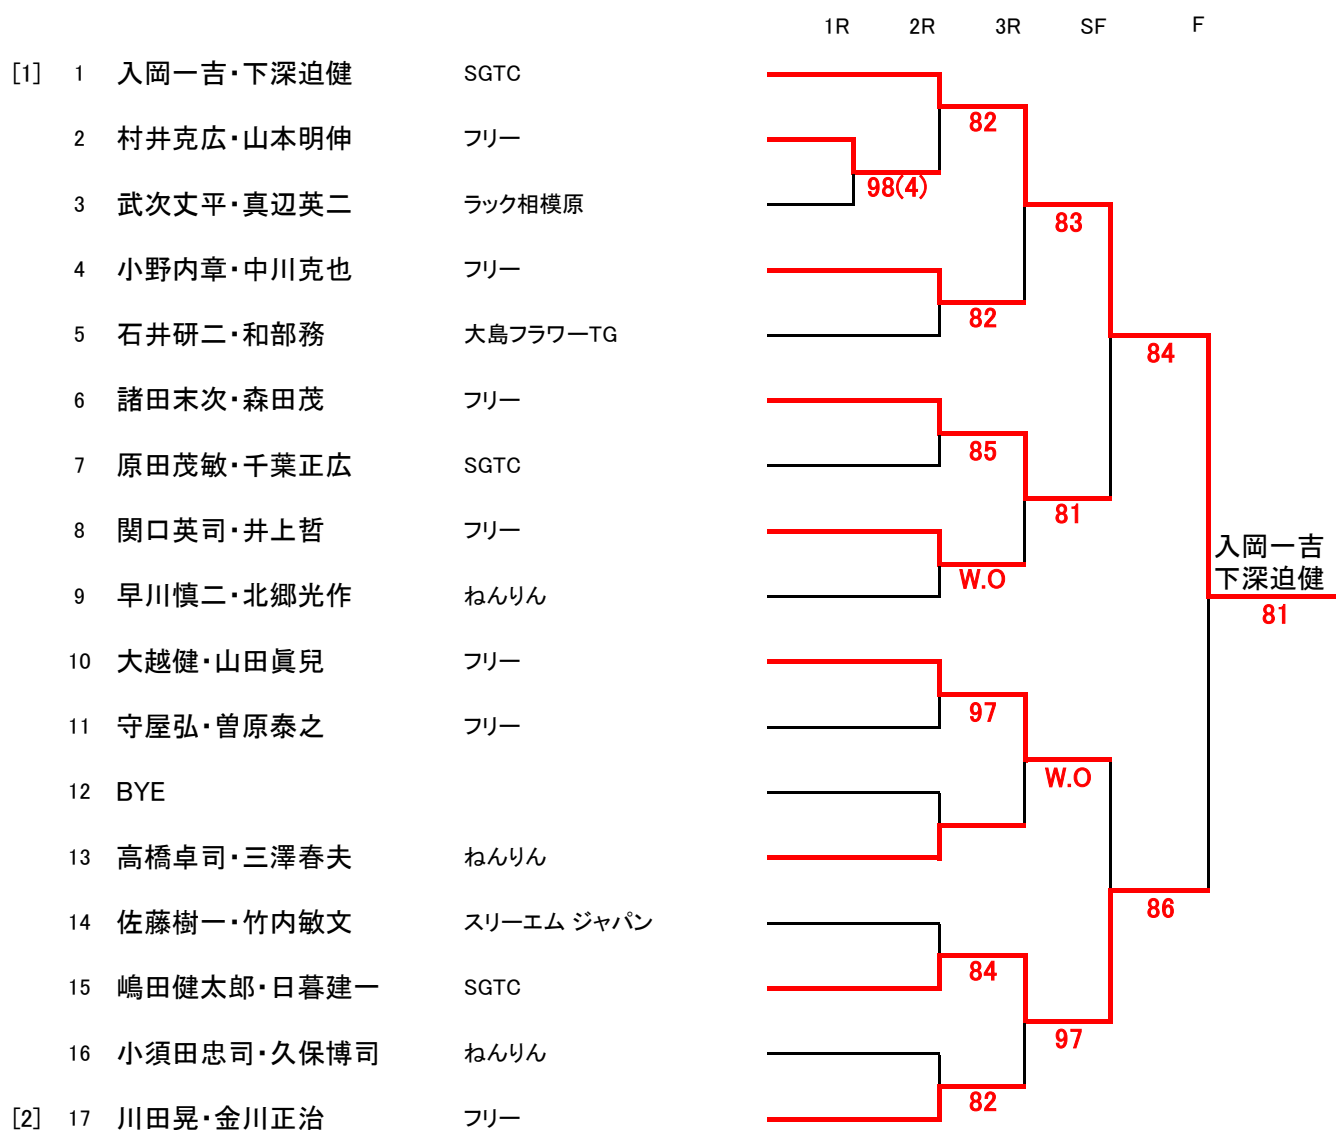 1R 2R 3R SF F
[1] 1 入岡一吉・下深迫健 SGTC
82
2 村井克広・山本明伸 フリー
98(4)
3 武次丈平・真辺英二 ラック相模原
83
4 小野内章・中川克也 フリー
82
5 石井研二・和部務 大島フラワーTG
84
6 諸田末次・森田茂 フリー
85
7 原田茂敏・千葉正広 SGTC
81
8 関口英司・井上哲 フリー
入岡一吉
W.O
下深迫健
9 早川慎二・北郷光作 ねんりん
81
10 大越健・山田眞兒 フリー
97
11 守屋弘・曽原泰之 フリー
W.O
12 BYE
13 高橋卓司・三澤春夫 ねんりん
86
14 佐藤樹一・竹内敏文 スリーエム ジャパン
84
15 嶋田健太郎・日暮建一 SGTC
97
16 小須田忠司・久保博司 ねんりん
82
[2] 17 川田晃・金川正治 フリー